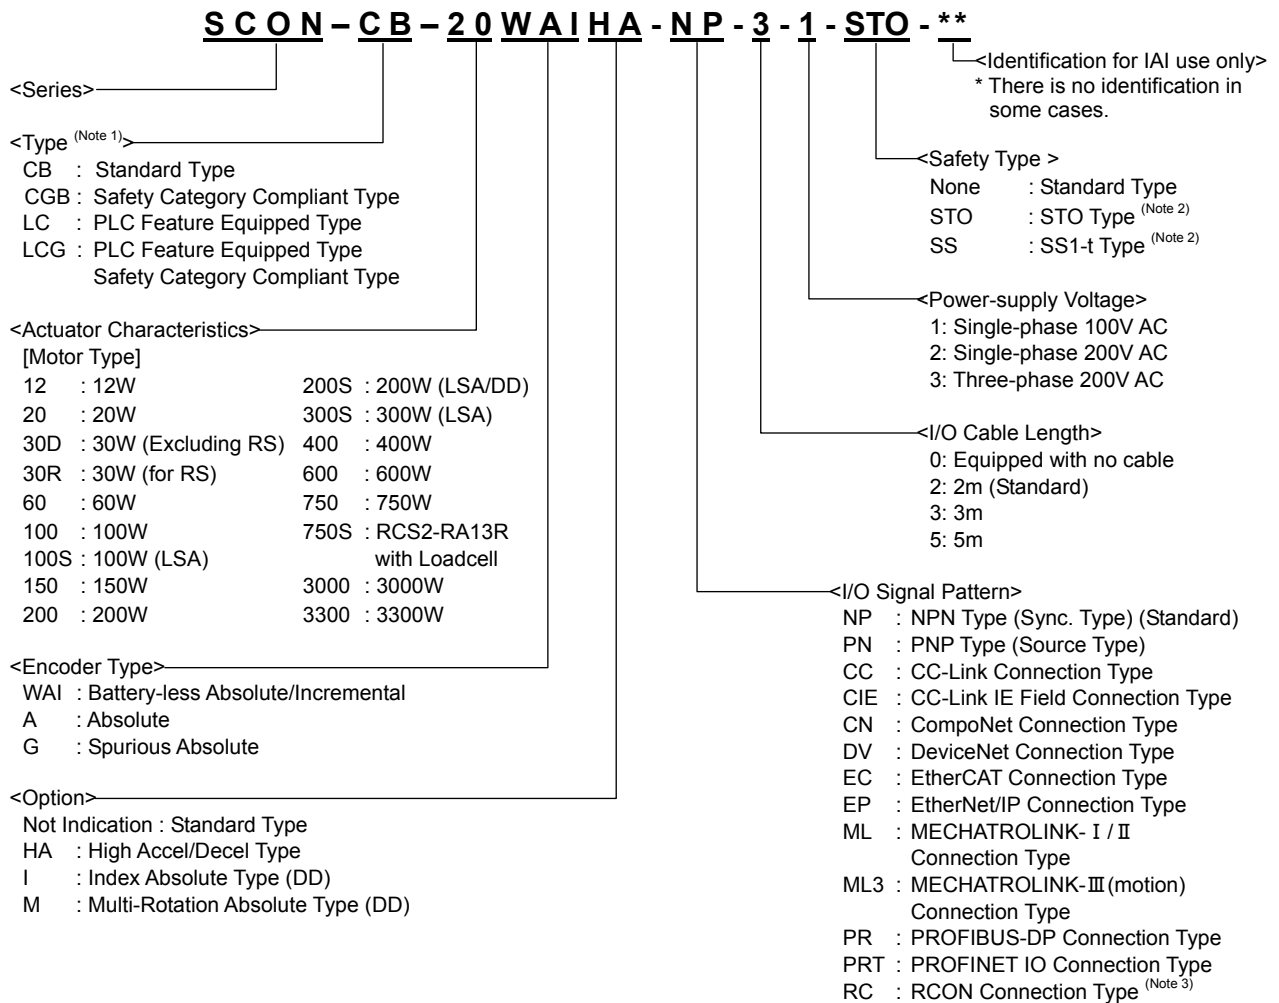 SCON-CB-20WAIHA-NP-3-1-STO-**
<Series>
<Type (Note 1)>
CB : Standard Type
CGB : Safety Category Compliant Type
LC : PLC Feature Equipped Type
LCG : PLC Feature Equipped Type
Safety Category Compliant Type
<Actuator Characteristics>
[Motor Type]
12 : 12W
20 : 20W
30D : 30W (Excluding RS)
30R : 30W (for RS)
60 : 60W
100 : 100W
100S : 100W (LSA)
150 : 150W
200 : 200W
200S : 200W (LSA/DD)
300S : 300W (LSA)
400 : 400W
600 : 600W
750 : 750W
750S : RCS2-RA13R
with Loadcell
3000 : 3000W
3300 : 3300W
<Encoder Type>
WAI : Battery-less Absolute/Incremental
A : Absolute
G : Spurious Absolute
<Option>
Not Indication : Standard Type
HA : High Accel/Decel Type
I : Index Absolute Type (DD)
M : Multi-Rotation Absolute Type (DD)
<Identification for IAI use only>
* There is no identification in
some cases.
<Safety Type >
None : Standard Type
STO : STO Type (Note 2)
SS : SS1-t Type (Note 2)
<Power-supply Voltage>
1: Single-phase 100V AC
2: Single-phase 200V AC
3: Three-phase 200V AC
<I/O Cable Length>
0: Equipped with no cable
2: 2m (Standard)
3: 3m
5: 5m
<I/O Signal Pattern>
NP : NPN Type (Sync. Type) (Standard)
PN : PNP Type (Source Type)
CC : CC-Link Connection Type
CIE : CC-Link IE Field Connection Type
CN : CompoNet Connection Type
DV : DeviceNet Connection Type
EC : EtherCAT Connection Type
EP : EtherNet/IP Connection Type
ML : MECHATROLINK-Ⅰ/Ⅱ
Connection Type
ML3 : MECHATROLINK-Ⅲ(motion)
Connection Type
PR : PROFIBUS-DP Connection Type
PRT : PROFINET IO Connection Type
RC : RCON Connection Type (Note 3)